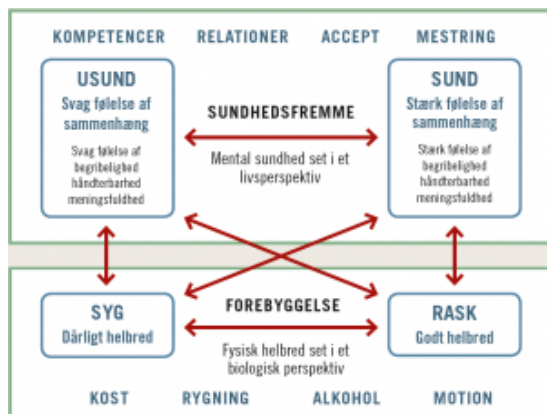 KOMPETENCER RELATIONER ACCEPT MESTRING
USUND
Svag følelse af
sammenhæng
Svag følelse af
begribelighed
håndterbarhed
meningsfuldhed
SUNDHEDSFREMME
Mental sundhed set i et
livsperspektiv
SUND
Stærk følelse af
sammenhæng
Stærk følelse af
begribelighed
håndterbarhed
meningsfuldhed
SYG
Dårligt helbred
FOREBYGGELSE
Fysisk helbred set i et
biologisk perspektiv
RASK
Godt helbred
KOST RYGNING ALKOHOL MOTION